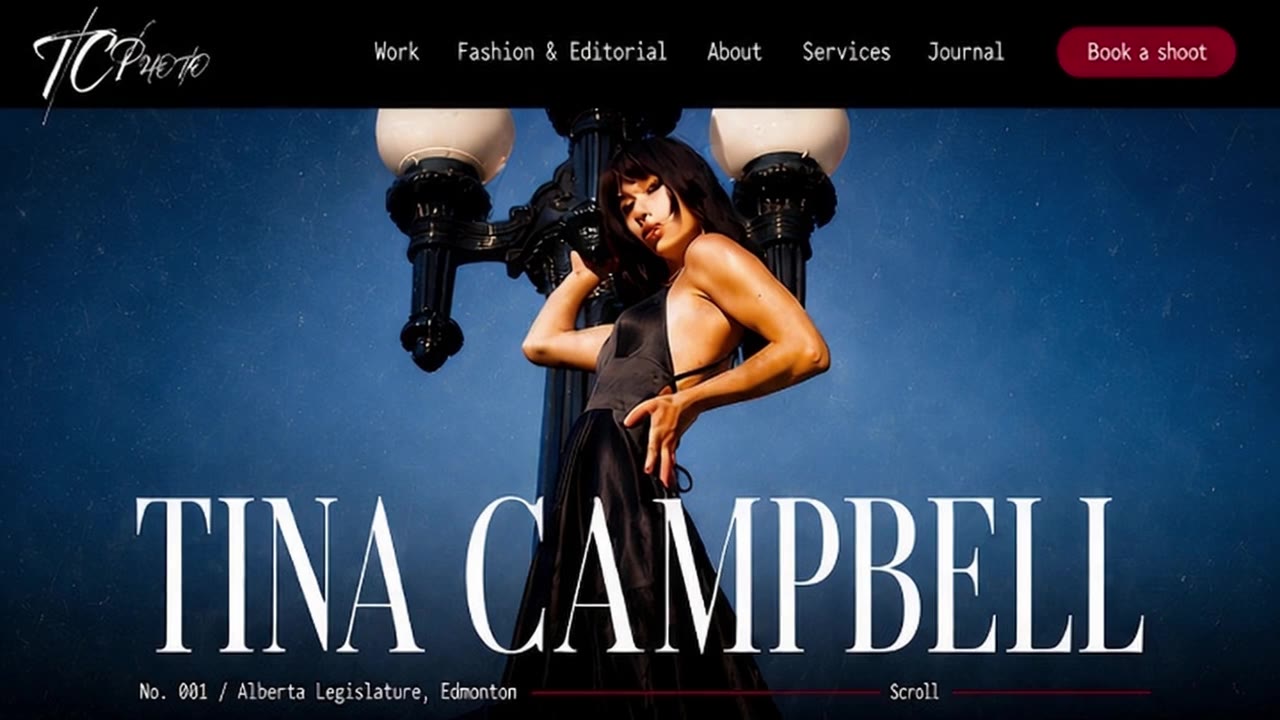 TCPhoto
Work Fashion & Editorial About Services Journal Book a shoot
TINA CAMPBELL
No. 001 / Alberta Legislature, Edmonton Scroll